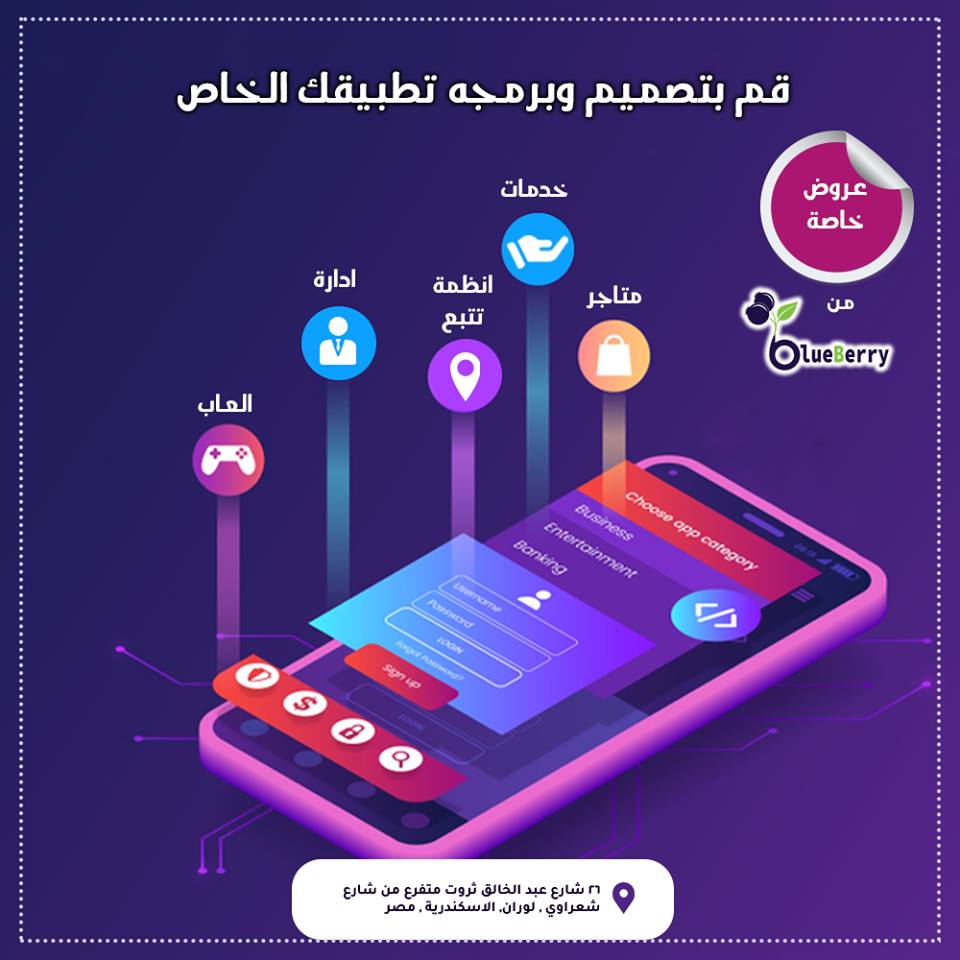 قم بتصميم وبرمجه تطبيقك الخاص
عروض
خاصة
من
blueBerry
خدمات
متاجر
انظمة
تتبع
ادارة
العاب
Choose app category
Business
Entertainment
Banking
08:11
</>
Username
Password
LOGIN
Forgot Password?
Sign up
LOGIN
$
٢٦ شارع عبد الخالق ثروت متفرع من شارع
شعراوي , لوران, الاسكندرية , مصر